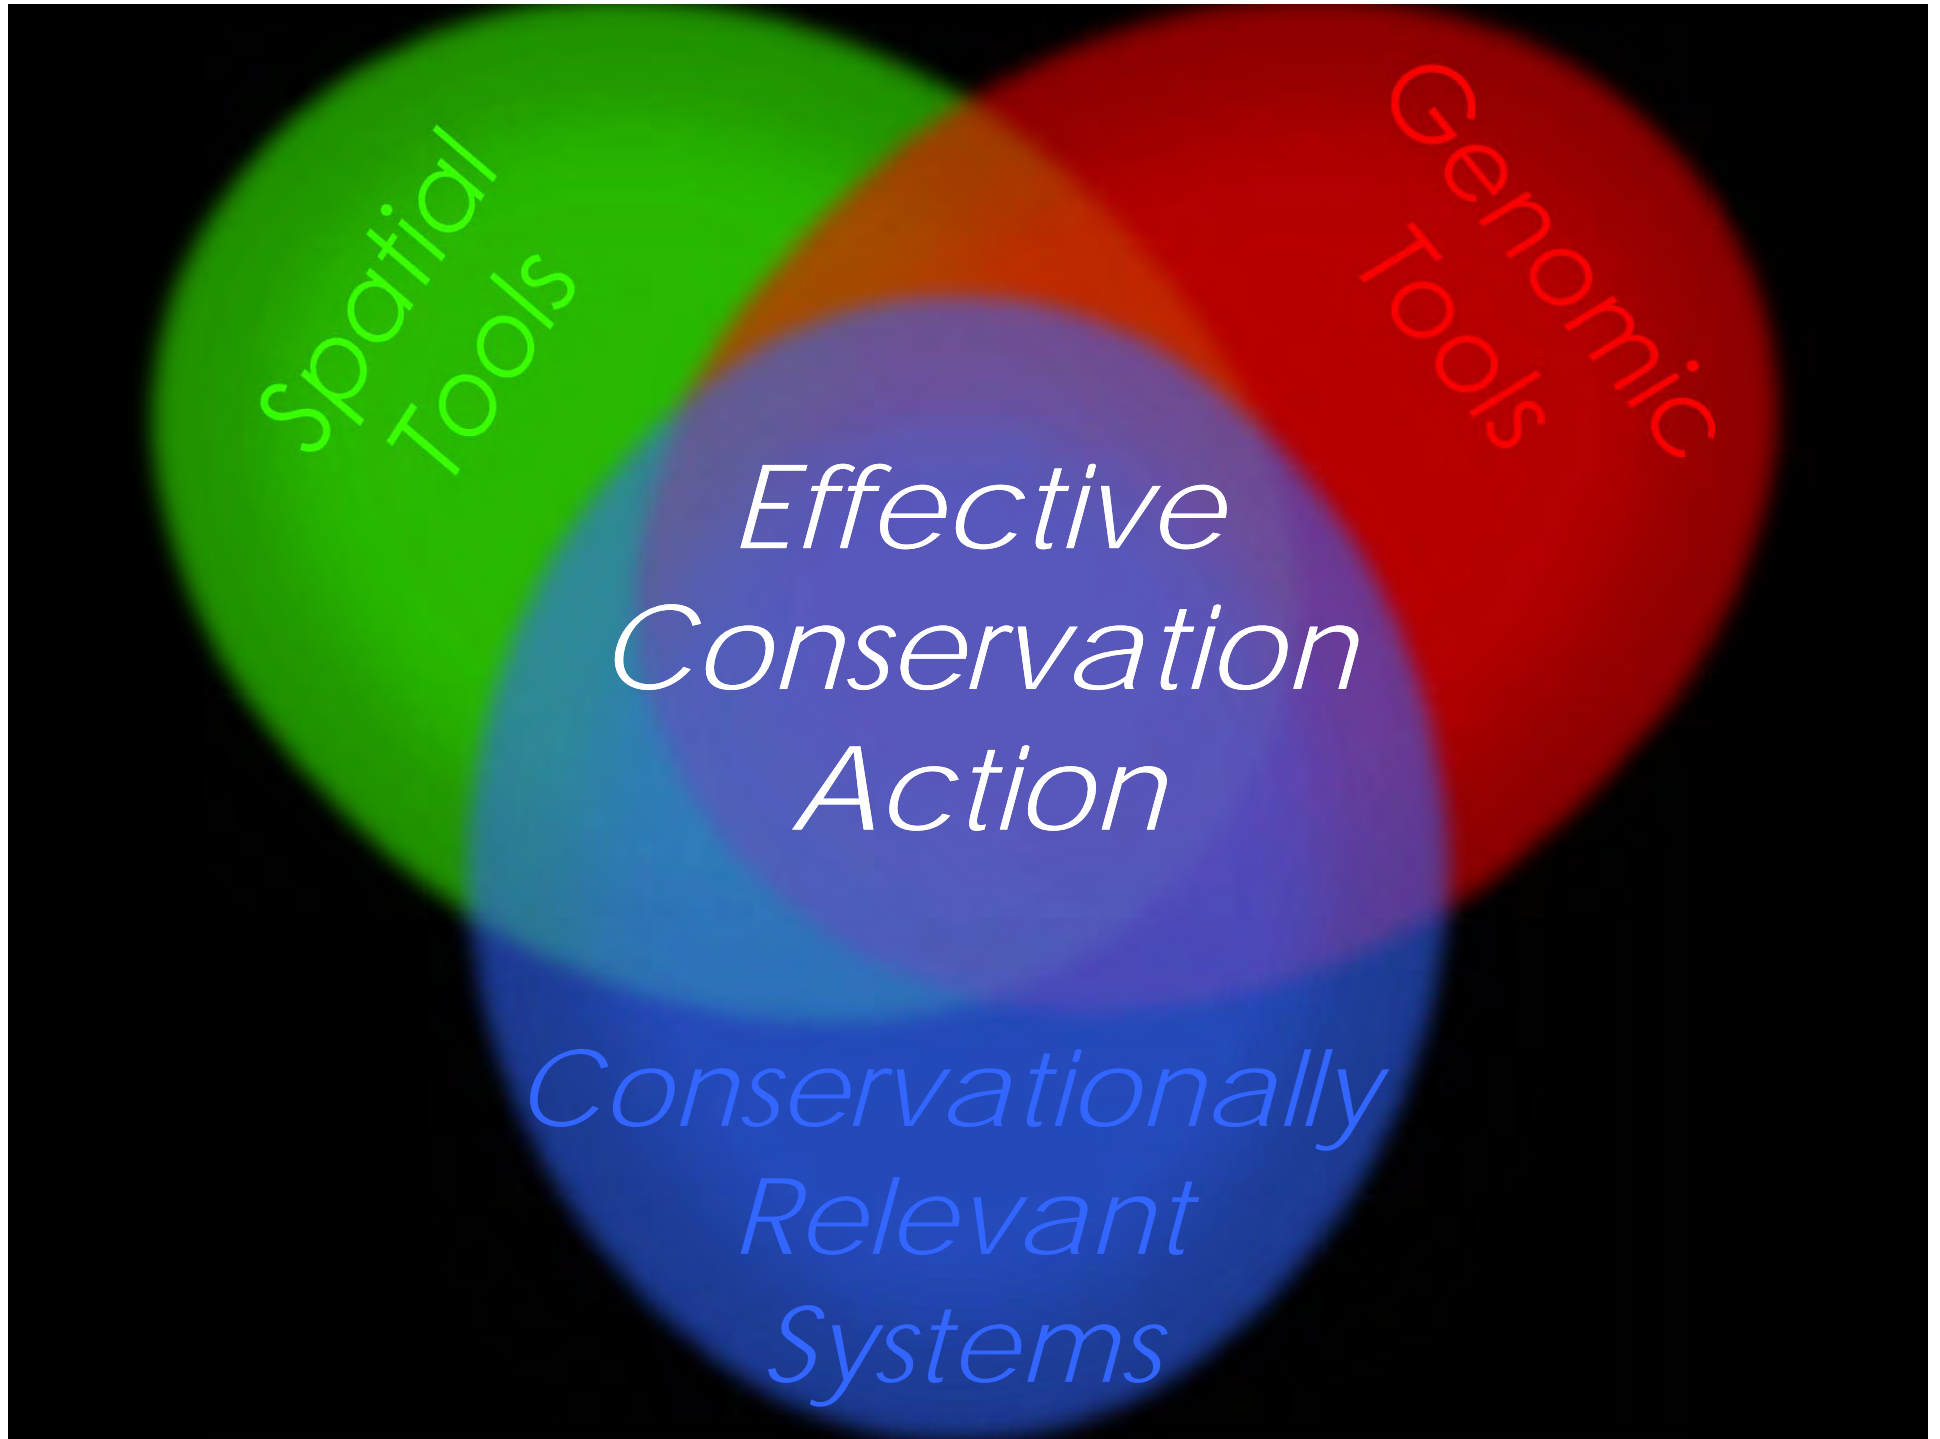 Spatial
Tools
Genomic
Tools
Effective
Conservation
Action
Conservationally
Relevant
Systems